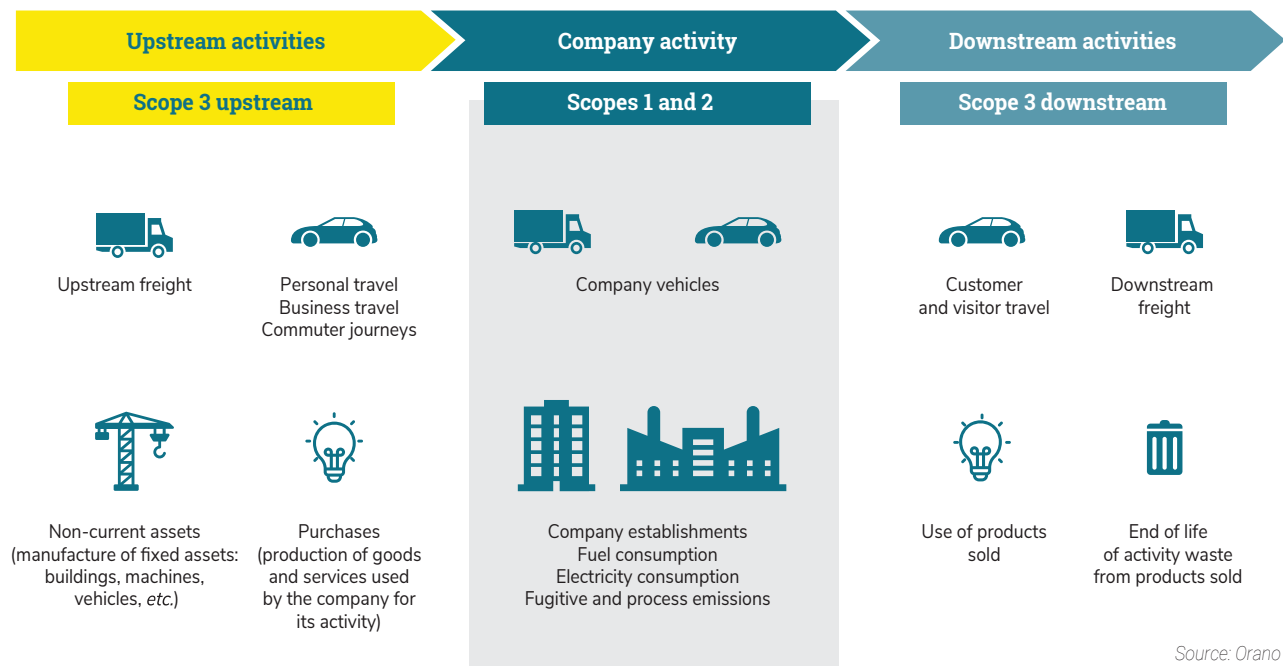 Upstream activities
Company activity
Downstream activities
Scope 3 upstream
Scopes 1 and 2
Scope 3 downstream
Upstream freight
Personal travel
Business travel
Commuter journeys
Company vehicles
Customer
and visitor travel
Downstream
freight
Non-current assets
(manufacture of fixed assets:
buildings, machines,
vehicles, etc.)
Purchases
(production of goods
and services used
by the company for
its activity)
Company establishments
Fuel consumption
Electricity consumption
Fugitive and process emissions
Use of products
sold
End of life
of activity waste
from products sold
Source: Orano